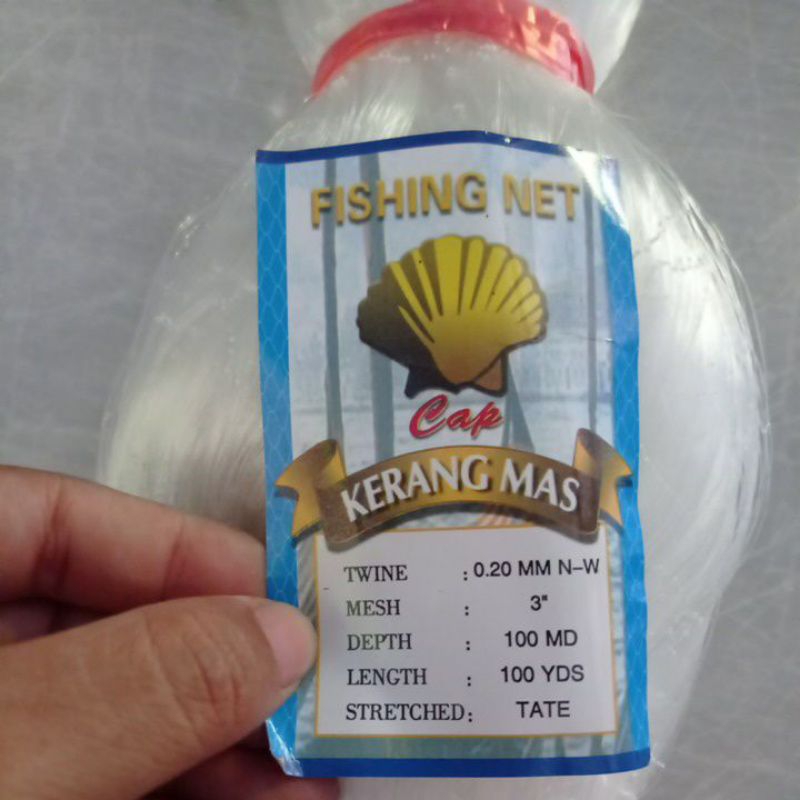 FISHING NET
Cap
KERANG MAS
TWINE : 0.20 MM N-W
MESH : 3"
DEPTH : 100 MD
LENGTH : 100 YDS
STRETCHED: TATE